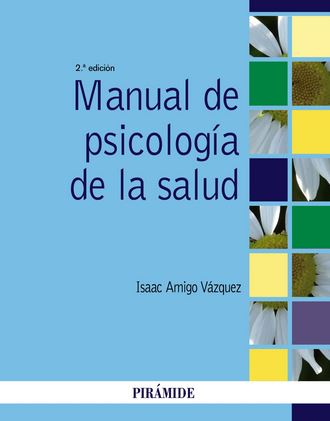 2.ª edición
Manual de
psicología
de la salud
Isaac Amigo Vázquez
PIRÁMIDE